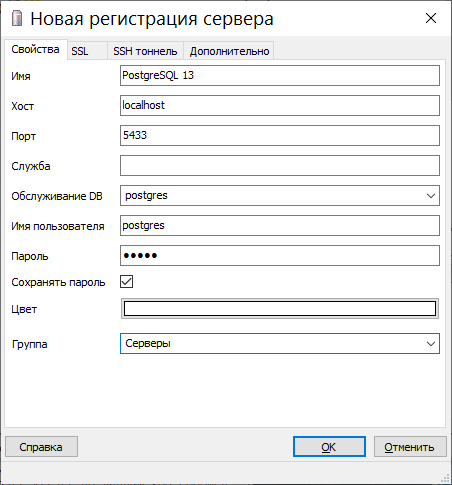 Новая регистрация сервера
Свойства SSL SSH тоннель Дополнительно
Имя PostgreSQL 13
Хост localhost
Порт 5433
Служба
Обслуживание DB postgres
Имя пользователя postgres
Пароль •••••
Сохранять пароль
Цвет
Группа Серверы
Справка OK Отменить